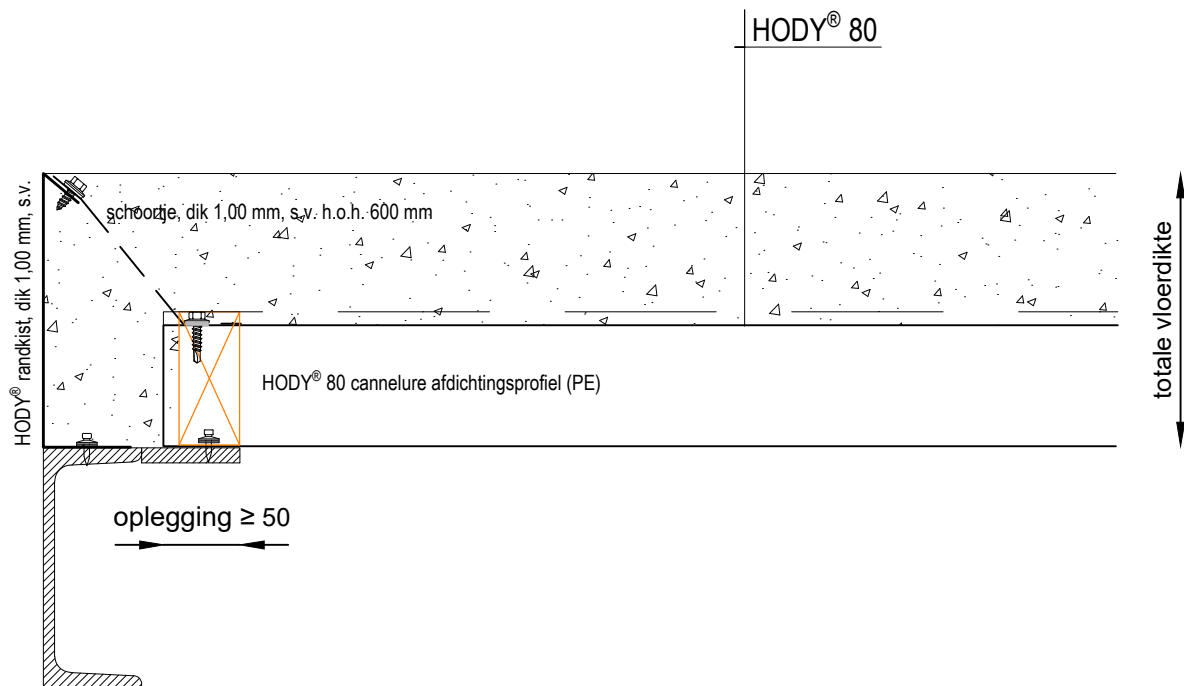 HODY® 80
HODY® randkist, dik 1,00 mm, s.v.
schoortje, dik 1,00 mm, s.v. h.o.h. 600 mm
totale vloerdikte
HODY® 80 cannelure afdichtingsprofiel (PE)
oplegging ≥ 50